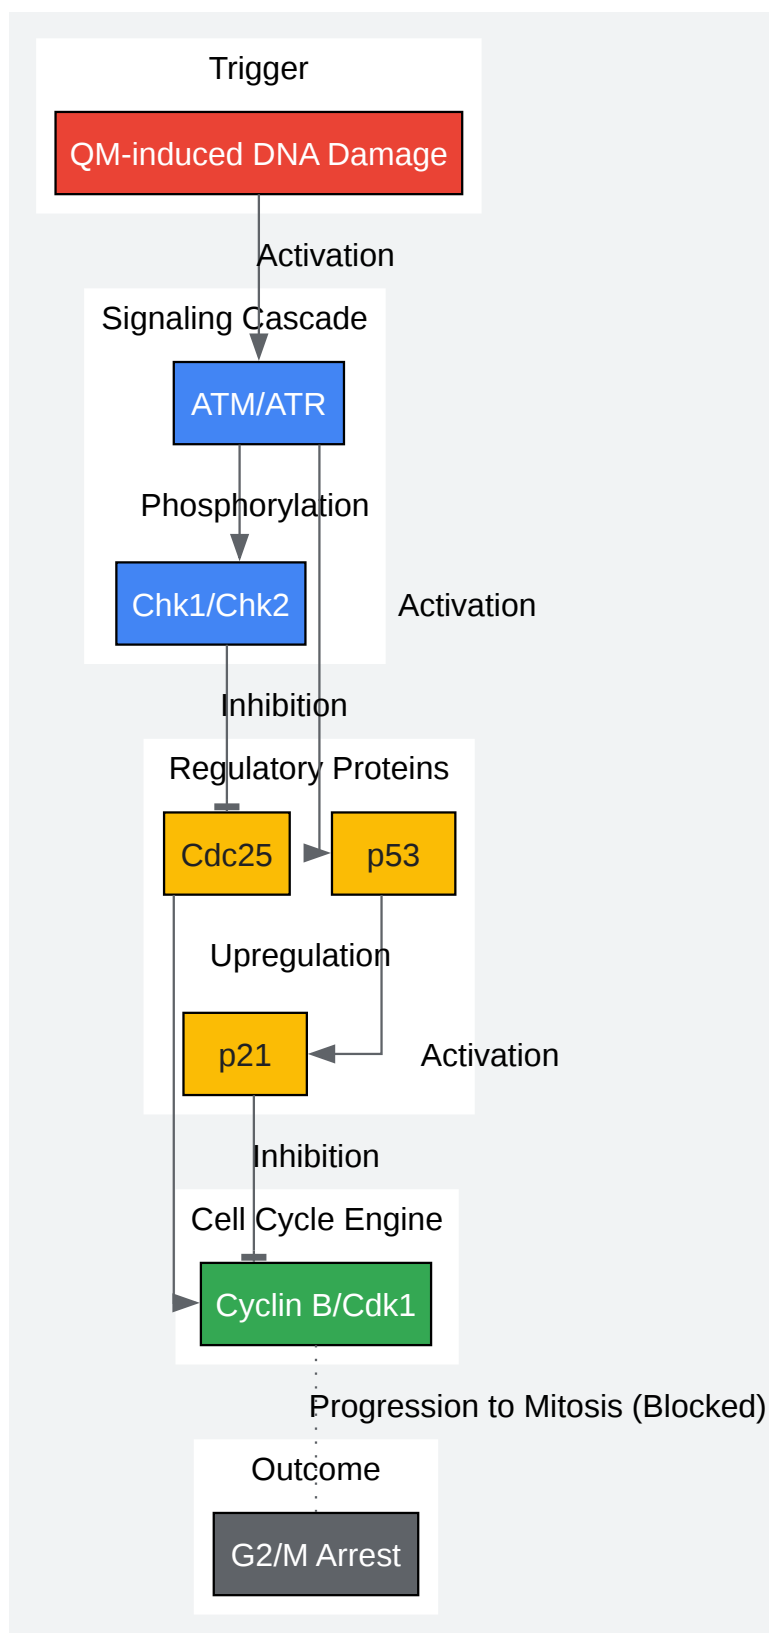 Trigger
QM-induced DNA Damage
Activation
Signaling Cascade
ATM/ATR
Phosphorylation
Chk1/Chk2
Activation
Inhibition
Regulatory Proteins
Cdc25
p53
Upregulation
p21
Activation
Inhibition
Cell Cycle Engine
Cyclin B/Cdk1
Progression to Mitosis (Blocked)
Outcome
G2/M Arrest